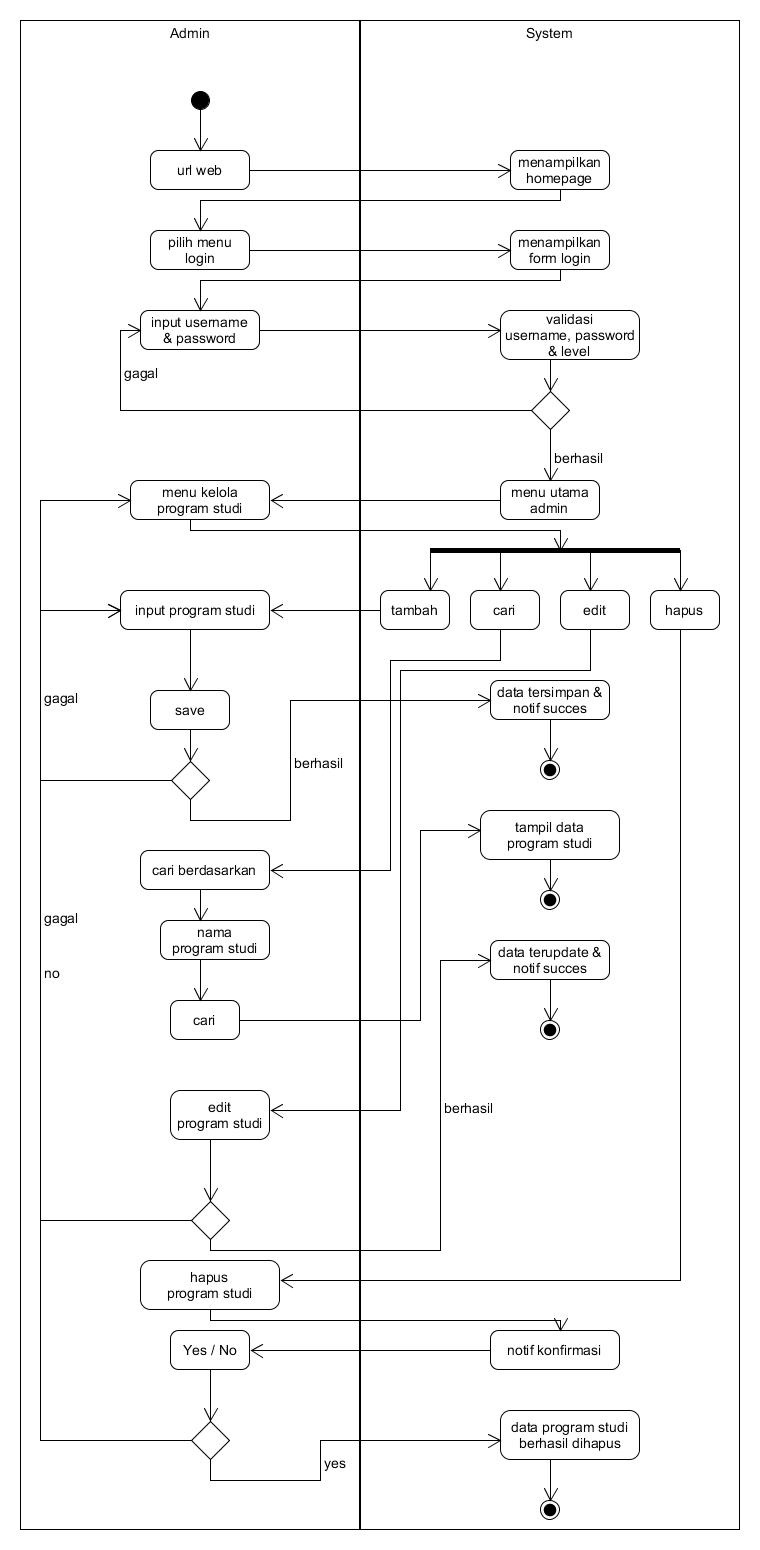 Admin
System
url web
menampilkan
homepage
pilih menu
login
menampilkan
form login
input username
& password
validasi
username, password
& level
gagal
berhasil
menu kelola
program studi
menu utama
admin
input program studi
tambah
cari
edit
hapus
gagal
save
data tersimpan &
notif succes
berhasil
tampil data
program studi
cari berdasarkan
gagal
nama
program studi
data terupdate &
notif succes
no
cari
edit
program studi
berhasil
hapus
program studi
Yes / No
notif konfirmasi
data program studi
berhasil dihapus
yes